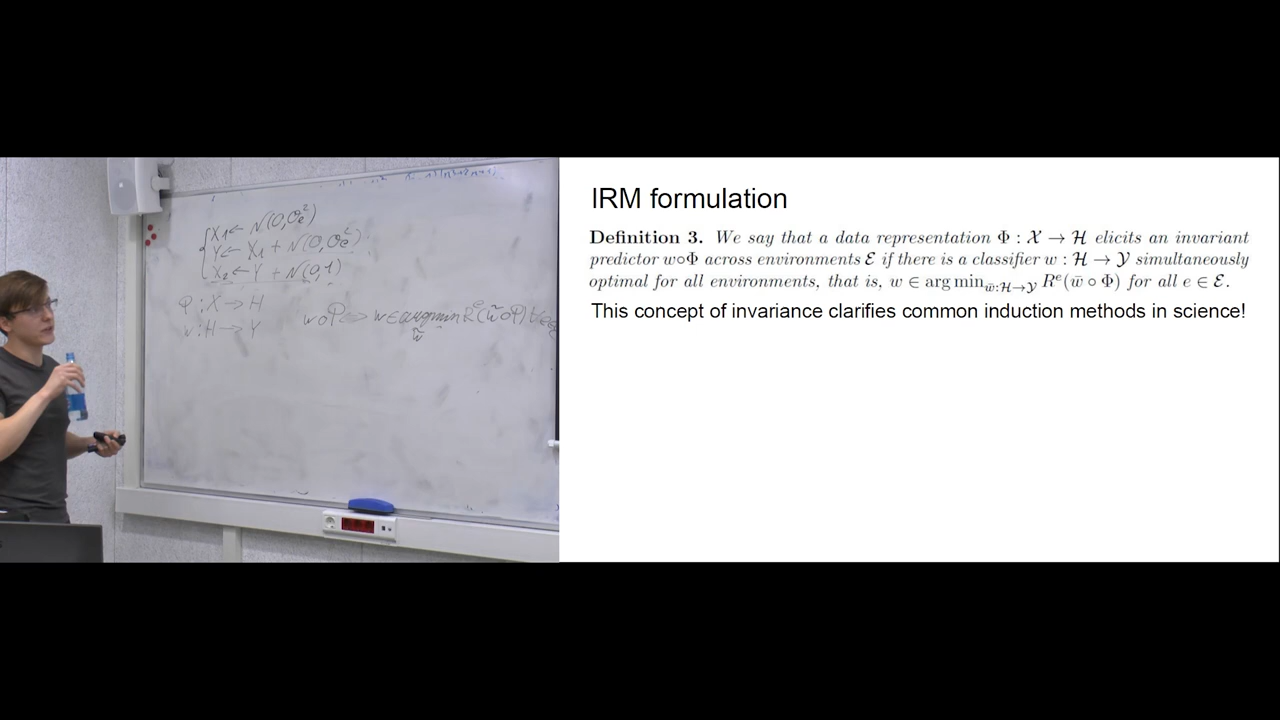 X1 ← N(0, σe²)
Y ← X1 + N(0, σe²)
X2 ← Y + N(0,1)
φ : X → H
w : H → Y
w∘φ ⟺ w ∈ argmin R^e(w̃∘φ) ∀e∈
w̃
IRM formulation
Definition 3. We say that a data representation Φ : 𝒳 → ℋ elicits an invariant
predictor w∘Φ across environments ℰ if there is a classifier w : ℋ → 𝒴 simultaneously
optimal for all environments, that is, w ∈ arg min_{w̄:ℋ→𝒴} R^e(w̄ ∘ Φ) for all e ∈ ℰ.
This concept of invariance clarifies common induction methods in science!